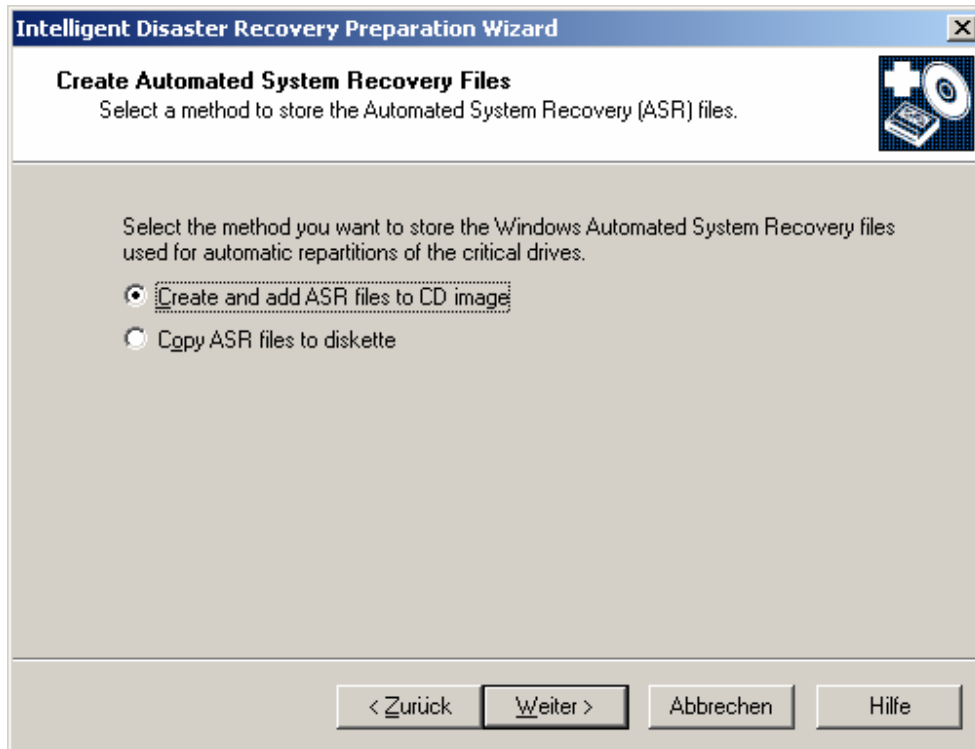 Intelligent Disaster Recovery Preparation Wizard
Create Automated System Recovery Files
Select a method to store the Automated System Recovery (ASR) files.
Select the method you want to store the Windows Automated System Recovery files
used for automatic repartitions of the critical drives.
Create and add ASR files to CD image
Copy ASR files to diskette
< Zurück
Weiter >
Abbrechen
Hilfe